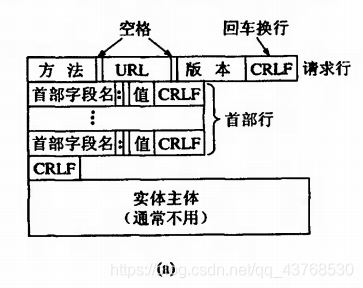 空格
回车换行
方 法 URL 版 本 CRLF 请求行
首部字段名: 值 CRLF
⋮
首部行
首部字段名: 值 CRLF
CRLF
实体主体
(通常不用)
(a)
https://blog.csdn.net/qq_43768530